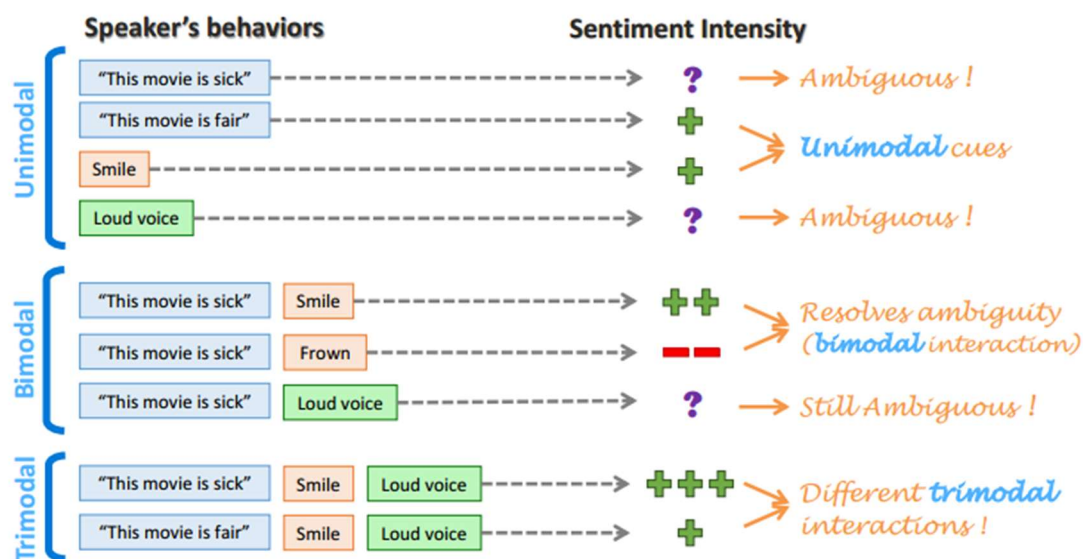 Speaker's behaviors Sentiment Intensity
Unimodal
“This movie is sick” ? Ambiguous !
“This movie is fair” +
Unimodal cues
Smile +
Loud voice ? Ambiguous !
Bimodal
“This movie is sick” Smile ++ Resolves ambiguity
“This movie is sick” Frown −− (bimodal interaction)
“This movie is sick” Loud voice ? Still Ambiguous !
Trimodal
“This movie is sick” Smile Loud voice +++ Different trimodal
“This movie is fair” Smile Loud voice + interactions !